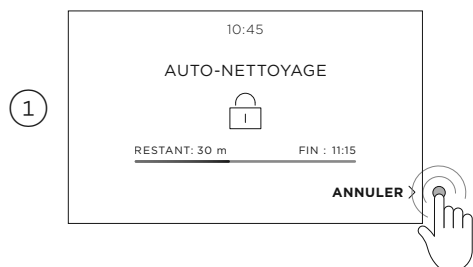 10:45
AUTO-NETTOYAGE
1
RESTANT: 30 m FIN : 11:15
ANNULER